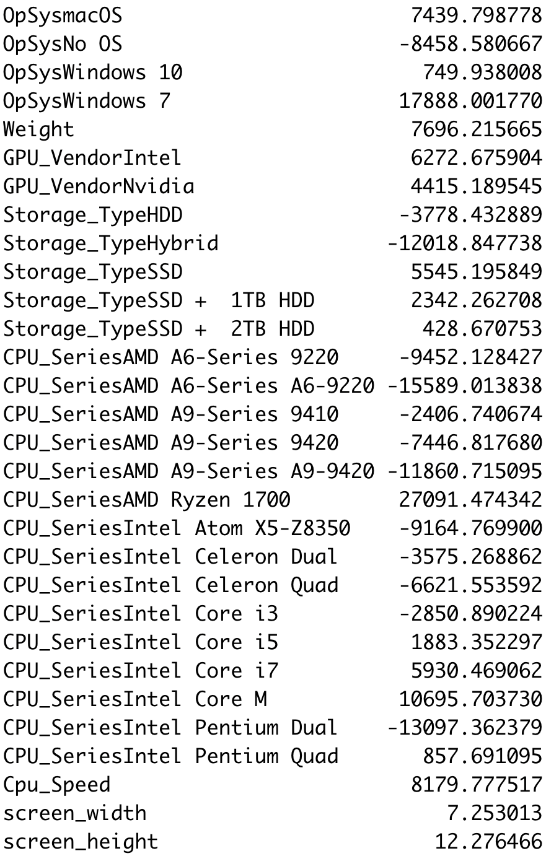 OpSysmacOS 7439.798778
OpSysNo OS -8458.580667
OpSysWindows 10 749.938008
OpSysWindows 7 17888.001770
Weight 7696.215665
GPU_VendorIntel 6272.675904
GPU_VendorNvidia 4415.189545
Storage_TypeHDD -3778.432889
Storage_TypeHybrid -12018.847738
Storage_TypeSSD 5545.195849
Storage_TypeSSD +  1TB HDD 2342.262708
Storage_TypeSSD +  2TB HDD 428.670753
CPU_SeriesAMD A6-Series 9220 -9452.128427
CPU_SeriesAMD A6-Series A6-9220 -15589.013838
CPU_SeriesAMD A9-Series 9410 -2406.740674
CPU_SeriesAMD A9-Series 9420 -7446.817680
CPU_SeriesAMD A9-Series A9-9420 -11860.715095
CPU_SeriesAMD Ryzen 1700 27091.474342
CPU_SeriesIntel Atom X5-Z8350 -9164.769900
CPU_SeriesIntel Celeron Dual -3575.268862
CPU_SeriesIntel Celeron Quad -6621.553592
CPU_SeriesIntel Core i3 -2850.890224
CPU_SeriesIntel Core i5 1883.352297
CPU_SeriesIntel Core i7 5930.469062
CPU_SeriesIntel Core M 10695.703730
CPU_SeriesIntel Pentium Dual -13097.362379
CPU_SeriesIntel Pentium Quad 857.691095
Cpu_Speed 8179.777517
screen_width 7.253013
screen_height 12.276466